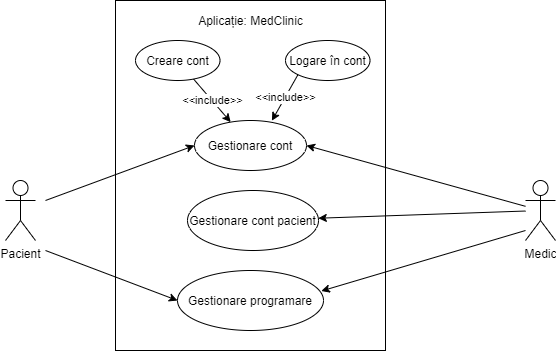 Aplicație: MedClinic
Creare cont
Logare în cont
<<include>>
<<include>>
Gestionare cont
Gestionare cont pacient
Pacient
Medic
Gestionare programare